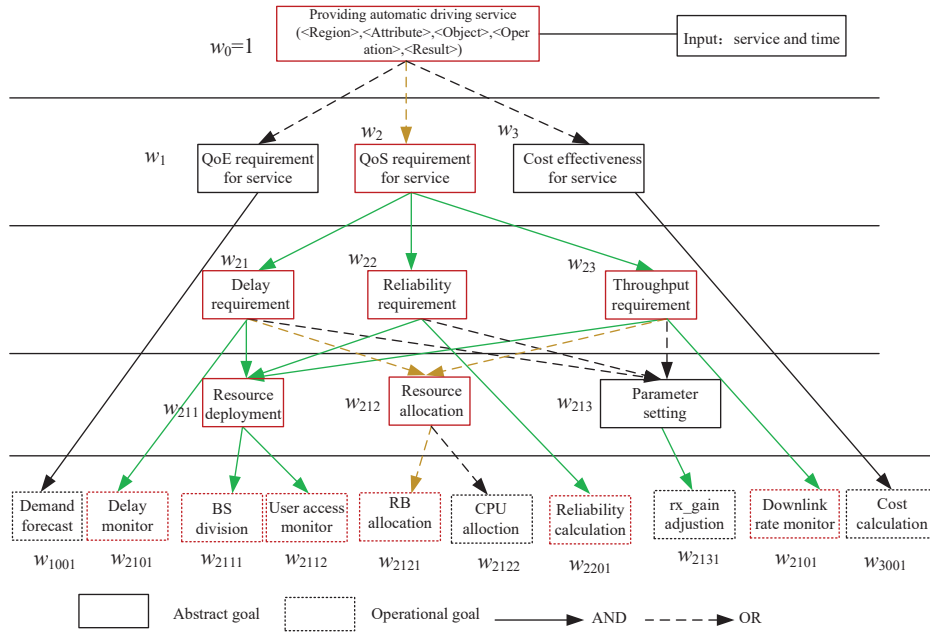 Providing automatic driving service
(<Region>,<Attribute>,<Object>,<Oper
ation>,<Result>)
w0=1
Input: service and time
w1
QoE requirement
for service
w2
QoS requirement
for service
w3
Cost effectiveness
for service
w21
Delay
requirement
w22
Reliability
requirement
w23
Throughput
requirement
w211
Resource
deployment
w212
Resource
allocation
w213
Parameter
setting
Demand
forecast
Delay
monitor
BS
division
User access
monitor
RB
allocation
CPU
alloction
Reliability
calculation
rx_gain
adjustion
Downlink
rate monitor
Cost
calculation
w1001
w2101
w2111
w2112
w2121
w2122
w2201
w2131
w2101
w3001
Abstract goal
Operational goal
AND
OR